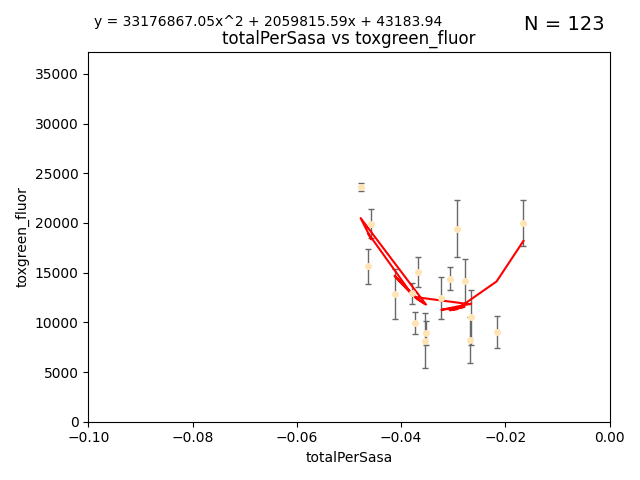 y = 33176867.05x^2 + 2059815.59x + 43183.94
N = 123
totalPerSasa vs toxgreen_fluor
35000
30000
25000
20000
15000
10000
5000
0
toxgreen_fluor
−0.10
−0.08
−0.06
−0.04
−0.02
0.00
totalPerSasa